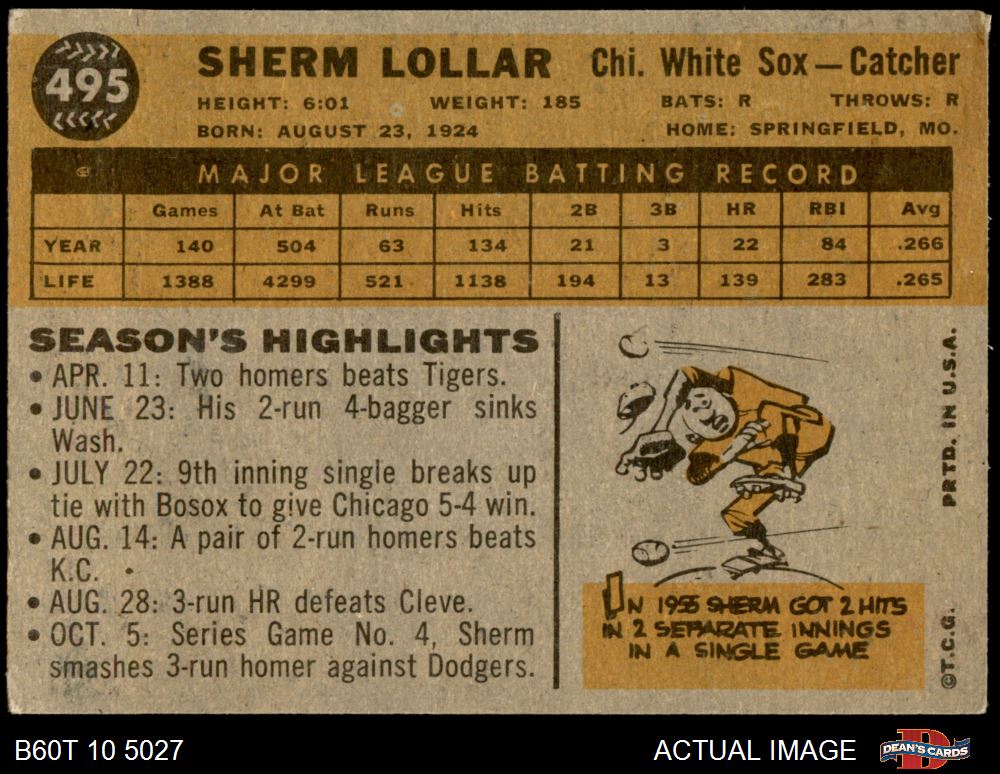 495
SHERM LOLLAR Chi. White Sox — Catcher
HEIGHT: 6:01 WEIGHT: 185 BATS: R THROWS: R
BORN: AUGUST 23, 1924 HOME: SPRINGFIELD, MO.
MAJOR LEAGUE BATTING RECORD
Games At Bat Runs Hits 2B 3B HR RBI Avg
YEAR 140 504 63 134 21 3 22 84 .266
LIFE 1388 4299 521 1138 194 13 139 283 .265
SEASON'S HIGHLIGHTS
• APR. 11: Two homers beats Tigers.
• JUNE 23: His 2-run 4-bagger sinks
Wash.
• JULY 22: 9th inning single breaks up
tie with Bosox to give Chicago 5-4 win.
• AUG. 14: A pair of 2-run homers beats
K.C.
• AUG. 28: 3-run HR defeats Cleve.
• OCT. 5: Series Game No. 4, Sherm
smashes 3-run homer against Dodgers.
IN 1955 SHERM GOT 2 HITS
IN 2 SEPARATE INNINGS
IN A SINGLE GAME
©T.C.G. PRTD. IN U.S.A.
B60T 10 5027 ACTUAL IMAGE DEAN'S CARDS